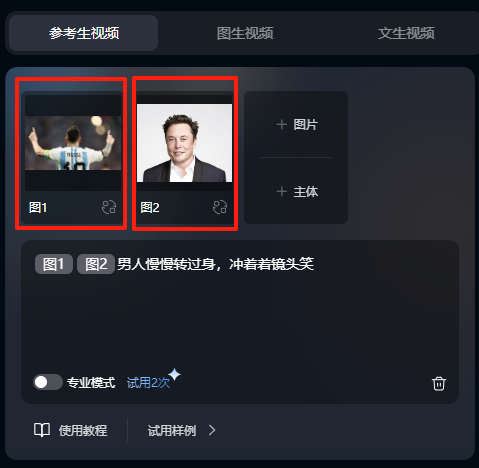 参考生视频 图生视频 文生视频
MESSI
10
图1 图2
+ 图片
+ 主体
图1 图2 男人慢慢转过身，冲着着镜头笑
专业模式 试用2次
使用教程 试用样例